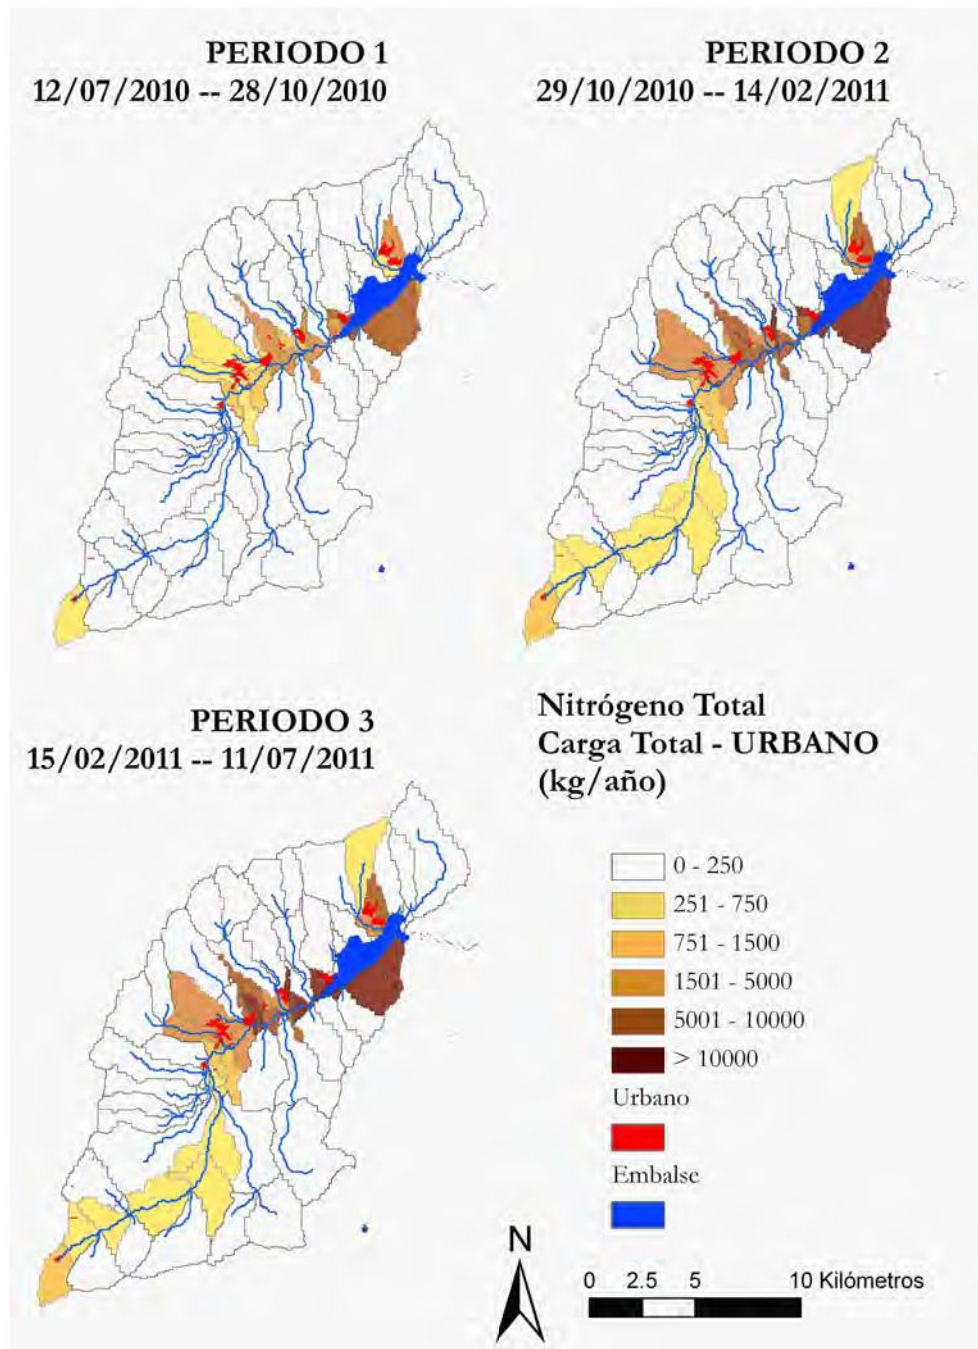 PERIODO 1
12/07/2010 -- 28/10/2010
PERIODO 2
29/10/2010 -- 14/02/2011
PERIODO 3
15/02/2011 -- 11/07/2011
Nitrógeno Total
Carga Total - URBANO
(kg/año)
0 - 250
251 - 750
751 - 1500
1501 - 5000
5001 - 10000
> 10000
Urbano
Embalse
N
0 2.5 5 10 Kilómetros